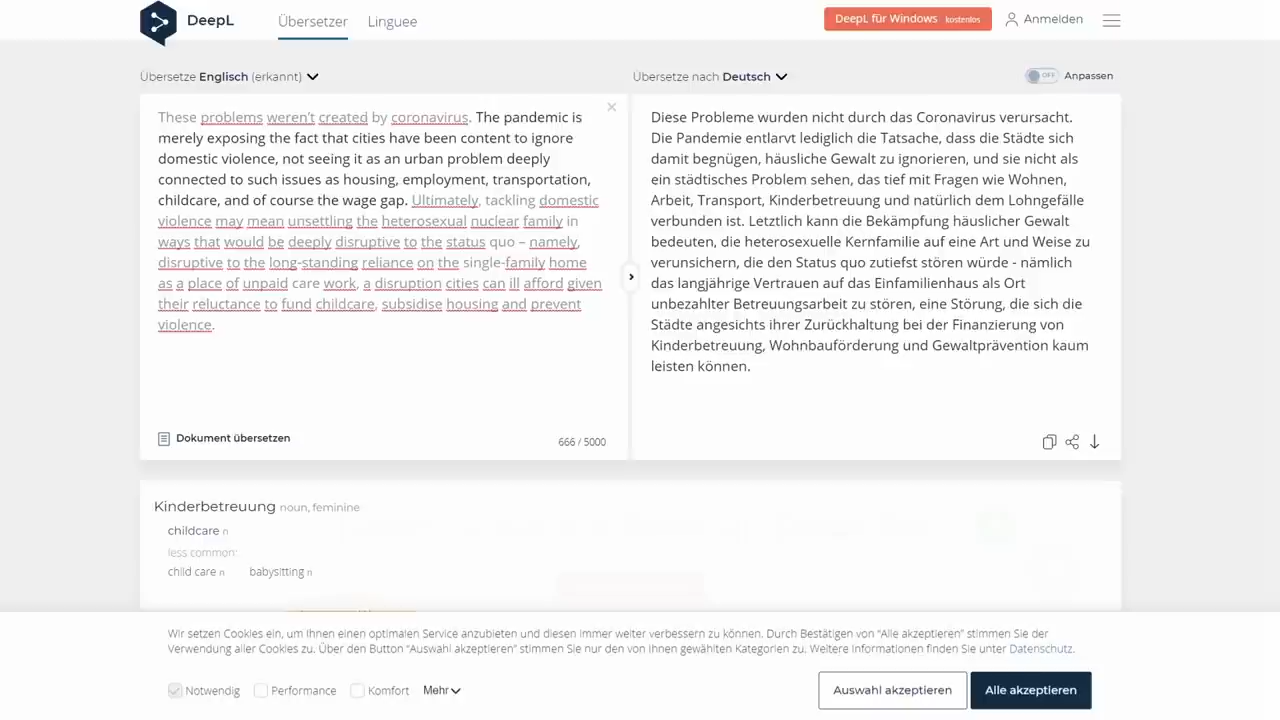 DeepL
Übersetzer
Linguee
DeepL für Windows kostenlos
Anmelden
Übersetze Englisch (erkannt)
Übersetze nach Deutsch
OFF
Anpassen
These problems weren't created by coronavirus. The pandemic is
merely exposing the fact that cities have been content to ignore
domestic violence, not seeing it as an urban problem deeply
connected to such issues as housing, employment, transportation,
childcare, and of course the wage gap. Ultimately, tackling domestic
violence may mean unsettling the heterosexual nuclear family in
ways that would be deeply disruptive to the status quo – namely,
disruptive to the long-standing reliance on the single-family home
as a place of unpaid care work, a disruption cities can ill afford given
their reluctance to fund childcare, subsidise housing and prevent
violence.
Dokument übersetzen
666 / 5000
Diese Probleme wurden nicht durch das Coronavirus verursacht.
Die Pandemie entlarvt lediglich die Tatsache, dass die Städte sich
damit begnügen, häusliche Gewalt zu ignorieren, und sie nicht als
ein städtisches Problem sehen, das tief mit Fragen wie Wohnen,
Arbeit, Transport, Kinderbetreuung und natürlich dem Lohngefälle
verbunden ist. Letztlich kann die Bekämpfung häuslicher Gewalt
bedeuten, die heterosexuelle Kernfamilie auf eine Art und Weise zu
verunsichern, die den Status quo zutiefst stören würde - nämlich
das langjährige Vertrauen auf das Einfamilienhaus als Ort
unbezahlter Betreuungsarbeit zu stören, eine Störung, die sich die
Städte angesichts ihrer Zurückhaltung bei der Finanzierung von
Kinderbetreuung, Wohnbauförderung und Gewaltprävention kaum
leisten können.
Kinderbetreuung noun, feminine
childcare n
less common:
child care n babysitting n
Wir setzen Cookies ein, um Ihnen einen optimalen Service anzubieten und diesen immer weiter verbessern zu können. Durch Bestätigen von "Alle akzeptieren" stimmen Sie der
Verwendung aller Cookies zu. Über den Button "Auswahl akzeptieren" stimmen Sie nur den von Ihnen gewählten Kategorien zu. Weitere Informationen finden Sie unter Datenschutz.
Notwendig
Performance
Komfort
Mehr
Auswahl akzeptieren
Alle akzeptieren